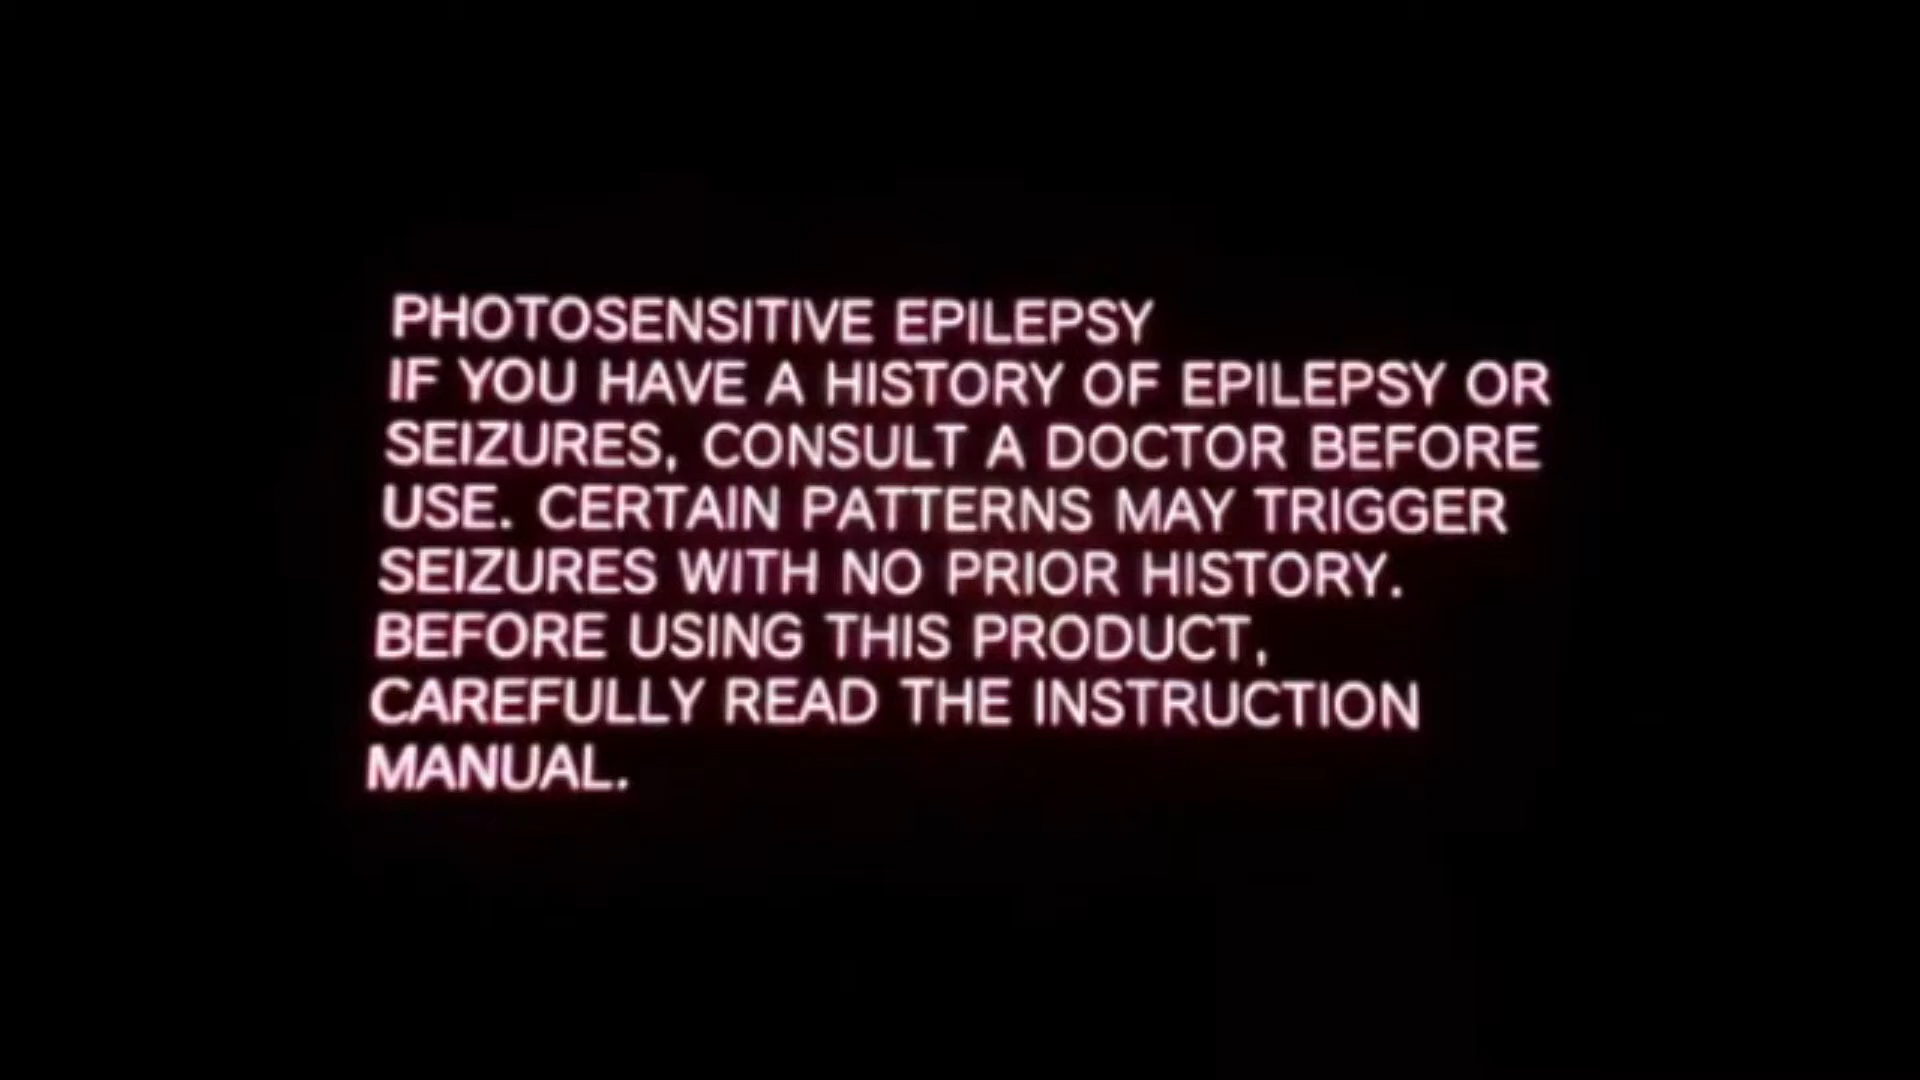 PHOTOSENSITIVE EPILEPSY
IF YOU HAVE A HISTORY OF EPILEPSY OR
SEIZURES, CONSULT A DOCTOR BEFORE
USE. CERTAIN PATTERNS MAY TRIGGER
SEIZURES WITH NO PRIOR HISTORY.
BEFORE USING THIS PRODUCT,
CAREFULLY READ THE INSTRUCTION
MANUAL.